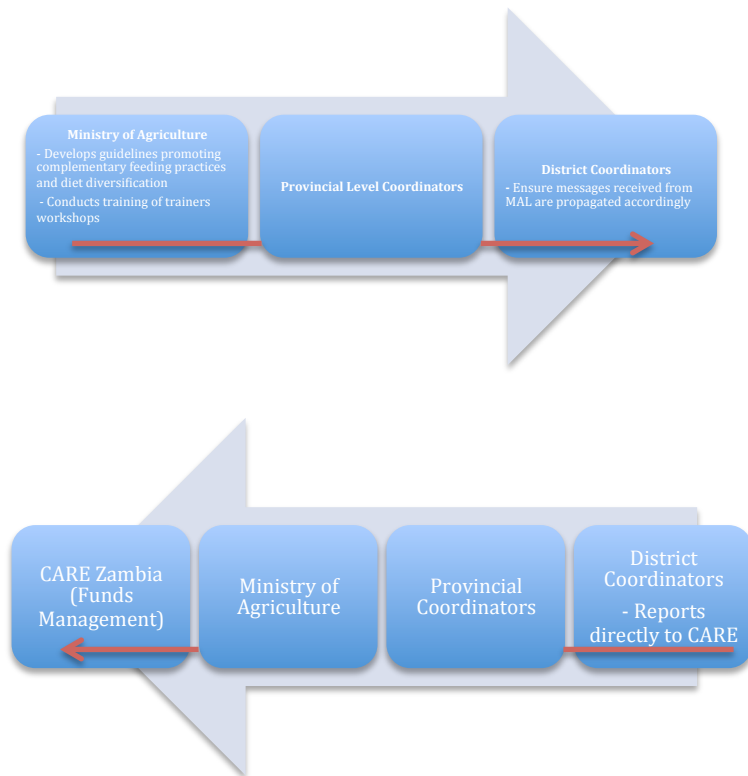 Ministry of Agriculture
- Develops guidelines promoting
complementary feeding practices
and diet diversification
- Conducts training of trainers
workshops
Provincial Level Coordinators
District Coordinators
- Ensure messages received from
MAL are propagated accordingly
CARE Zambia
(Funds
Management)
Ministry of
Agriculture
Provincial
Coordinators
District
Coordinators
- Reports
directly to CARE